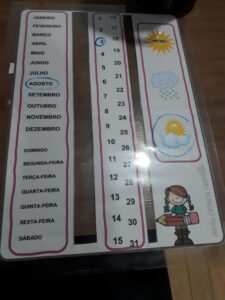 JANEIRO
FEVEREIRO
MARÇO
ABRIL
MAIO
JUNHO
JULHO
AGOSTO
SETEMBRO
OUTUBRO
NOVEMBRO
DEZEMBRO
DOMINGO
SEGUNDA-FEIRA
TERÇA-FEIRA
QUARTA-FEIRA
QUINTA-FEIRA
SEXTA-FEIRA
SÁBADO
1 17
2 18
3 19
4 20
5 21
6 22
7 23
8 24
9 25
10 26
11 27
12 28
13 29
14 30
15 31